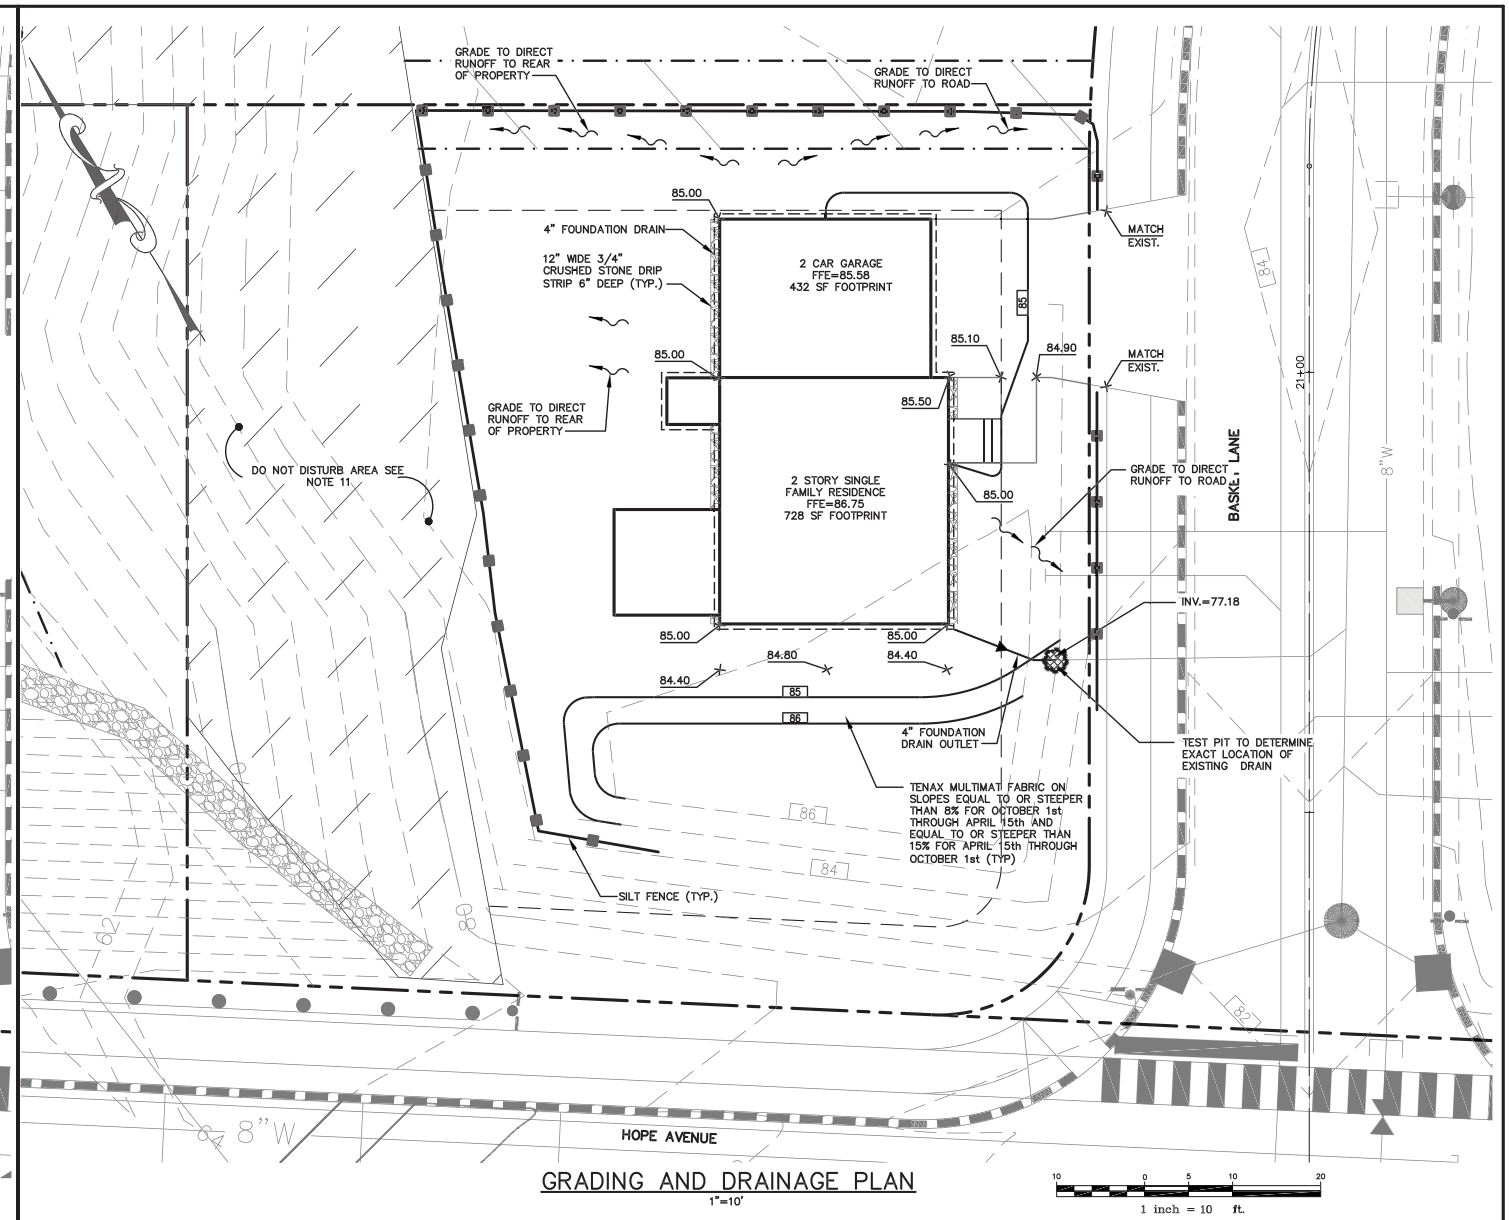 GRADE TO DIRECT
RUNOFF TO REAR
OF PROPERTY
GRADE TO DIRECT
RUNOFF TO ROAD
85.00
4" FOUNDATION DRAIN
12" WIDE 3/4"
CRUSHED STONE DRIP
STRIP 6" DEEP (TYP.)
2 CAR GARAGE
FFE=85.58
432 SF FOOTPRINT
MATCH
EXIST.
84
85
85.00
85.10
84.90
MATCH
EXIST.
21+00
85.50
GRADE TO DIRECT
RUNOFF TO REAR
OF PROPERTY
DO NOT DISTURB AREA SEE
NOTE 11
2 STORY SINGLE
FAMILY RESIDENCE
FFE=86.75
728 SF FOOTPRINT
85.00
GRADE TO DIRECT
RUNOFF TO ROAD
BASKET LANE
8"W
INV.=77.18
85.00
85.00
84.40
84.80
84.40
85
86
4" FOUNDATION
DRAIN OUTLET
TEST PIT TO DETERMINE
EXACT LOCATION OF
EXISTING DRAIN
TENAX MULTIMAT FABRIC ON
SLOPES EQUAL TO OR STEEPER
THAN 8% FOR OCTOBER 1st
THROUGH APRIL 15th AND
EQUAL TO OR STEEPER THAN
15% FOR APRIL 15th THROUGH
OCTOBER 1st (TYP)
86
84
SILT FENCE (TYP.)
80
62
82
64
8"W
HOPE AVENUE
GRADING AND DRAINAGE PLAN
1"=10'
10 0 5 10 20
1 inch = 10 ft.